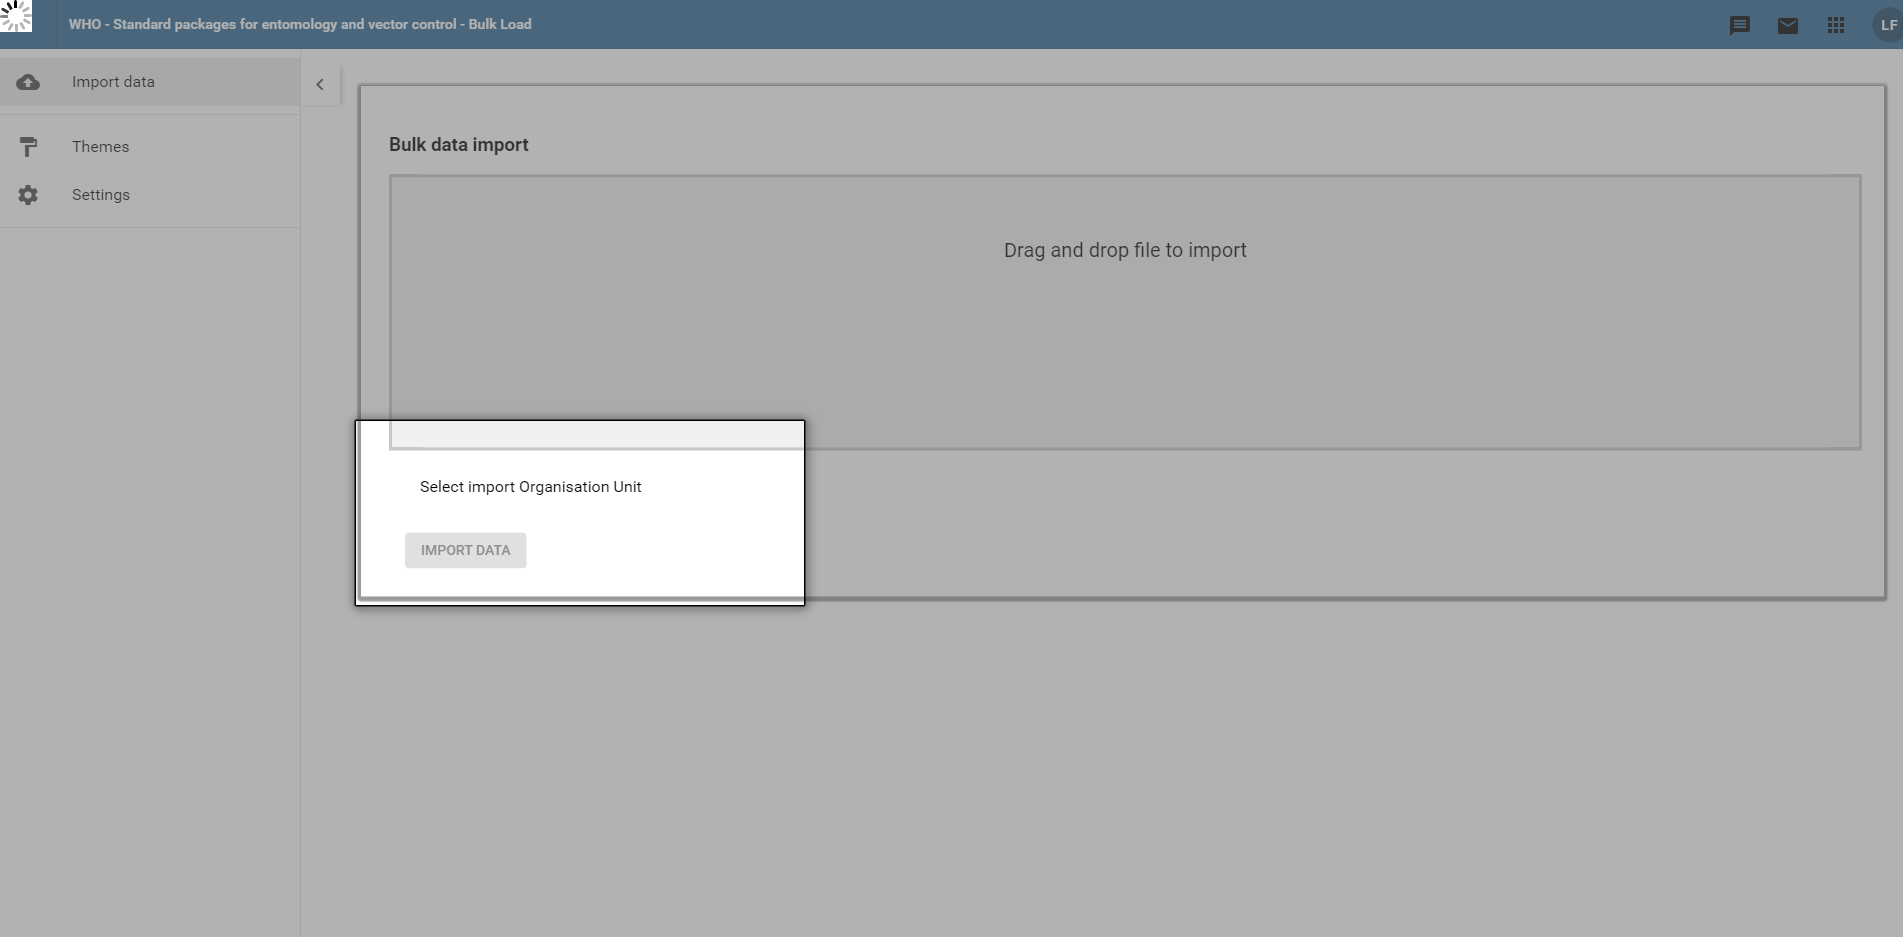 WHO - Standard packages for entomology and vector control - Bulk Load
LF
Import data
Themes
Settings
Bulk data import
Drag and drop file to import
Select import Organisation Unit
IMPORT DATA